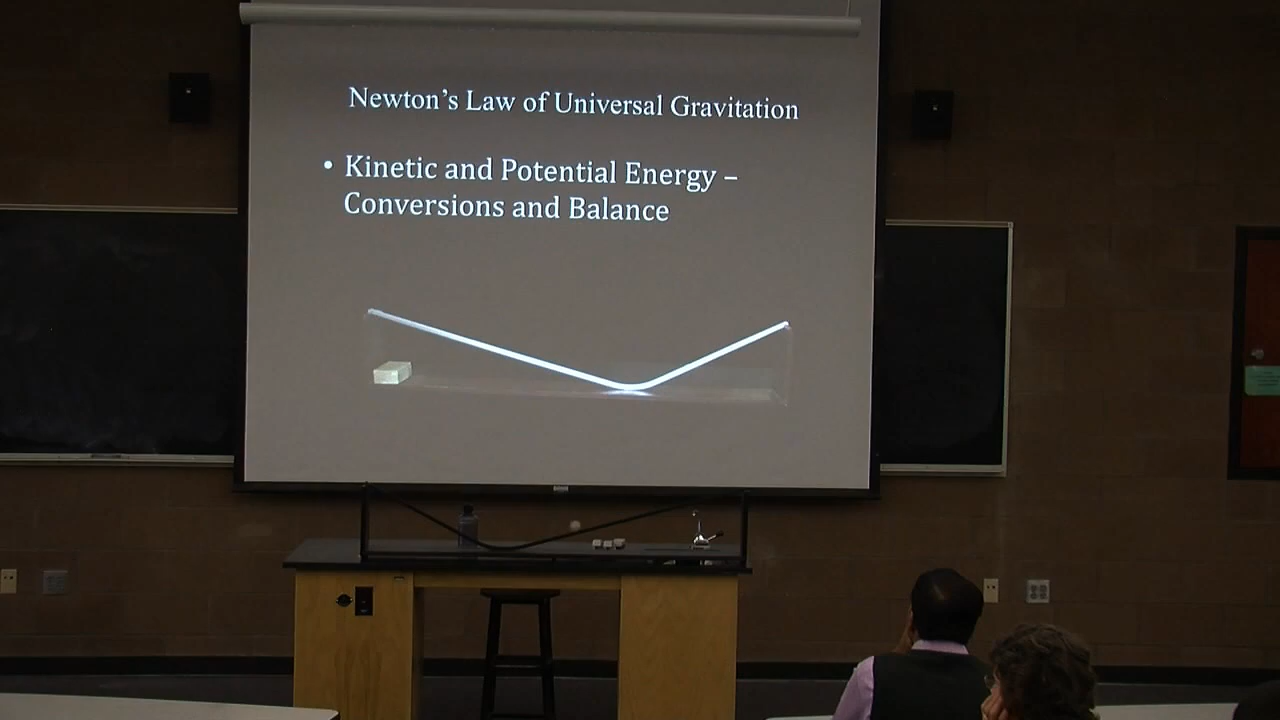 Newton's Law of Universal Gravitation
• Kinetic and Potential Energy –
Conversions and Balance